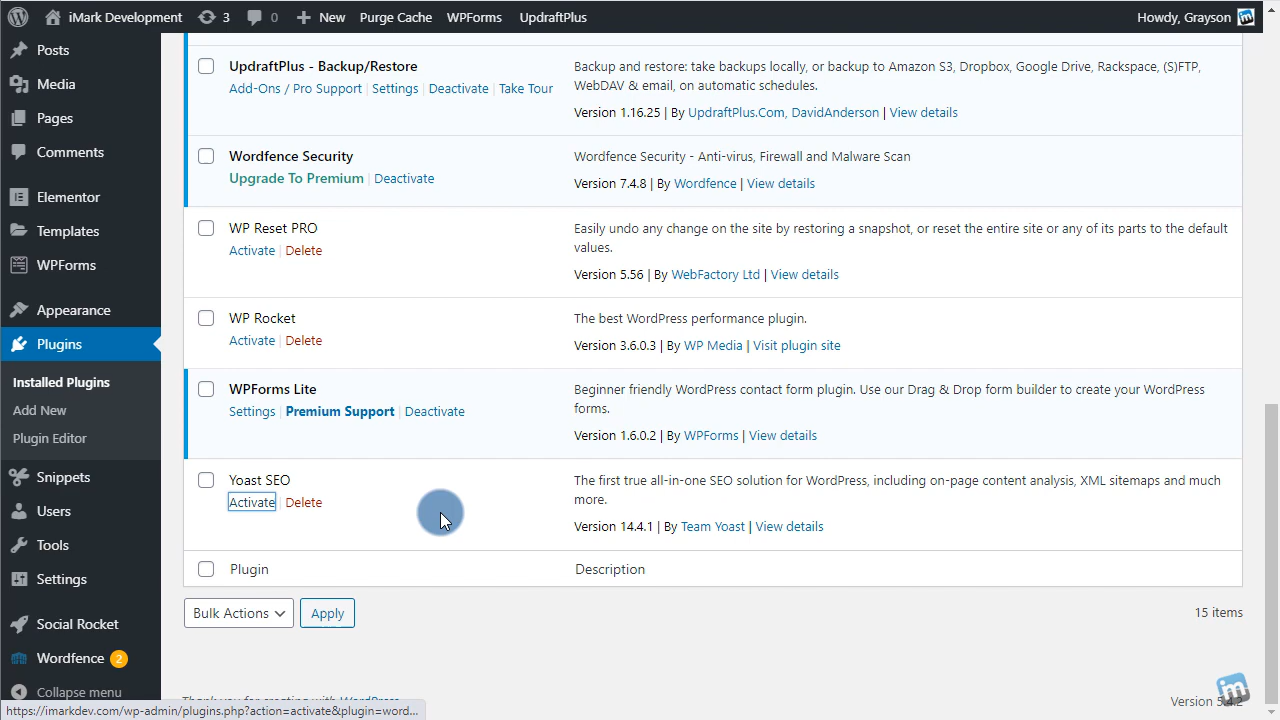 iMark Development
3
0
New
Purge Cache
WPForms
UpdraftPlus
Howdy, Grayson
Posts
Media
Pages
Comments
Elementor
Templates
WPForms
Appearance
Plugins
Installed Plugins
Add New
Plugin Editor
Snippets
Users
Tools
Settings
Social Rocket
Wordfence 2
Collapse menu
UpdraftPlus - Backup/Restore
Add-Ons / Pro Support | Settings | Deactivate | Take Tour
Backup and restore: take backups locally, or backup to Amazon S3, Dropbox, Google Drive, Rackspace, (S)FTP,
WebDAV & email, on automatic schedules.
Version 1.16.25 | By UpdraftPlus.Com, DavidAnderson | View details
Wordfence Security
Upgrade To Premium | Deactivate
Wordfence Security - Anti-virus, Firewall and Malware Scan
Version 7.4.8 | By Wordfence | View details
WP Reset PRO
Activate | Delete
Easily undo any change on the site by restoring a snapshot, or reset the entire site or any of its parts to the default
values.
Version 5.56 | By WebFactory Ltd | View details
WP Rocket
Activate | Delete
The best WordPress performance plugin.
Version 3.6.0.3 | By WP Media | Visit plugin site
WPForms Lite
Settings | Premium Support | Deactivate
Beginner friendly WordPress contact form plugin. Use our Drag & Drop form builder to create your WordPress
forms.
Version 1.6.0.2 | By WPForms | View details
Yoast SEO
Activate | Delete
The first true all-in-one SEO solution for WordPress, including on-page content analysis, XML sitemaps and much
more.
Version 14.4.1 | By Team Yoast | View details
Plugin
Description
Bulk Actions
Apply
15 items
Thank you for creating with WordPress.
Version 5.4.2
https://imarkdev.com/wp-admin/plugins.php?action=activate&plugin=word...